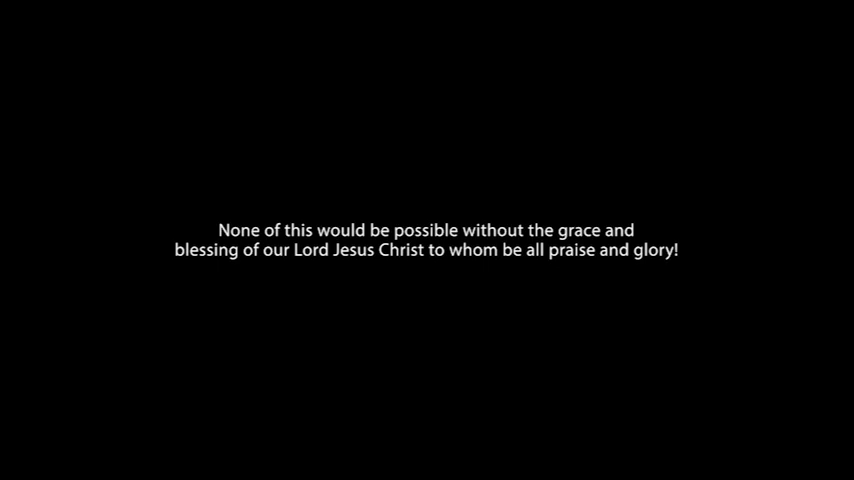 None of this would be possible without the grace and
blessing of our Lord Jesus Christ to whom be all praise and glory!